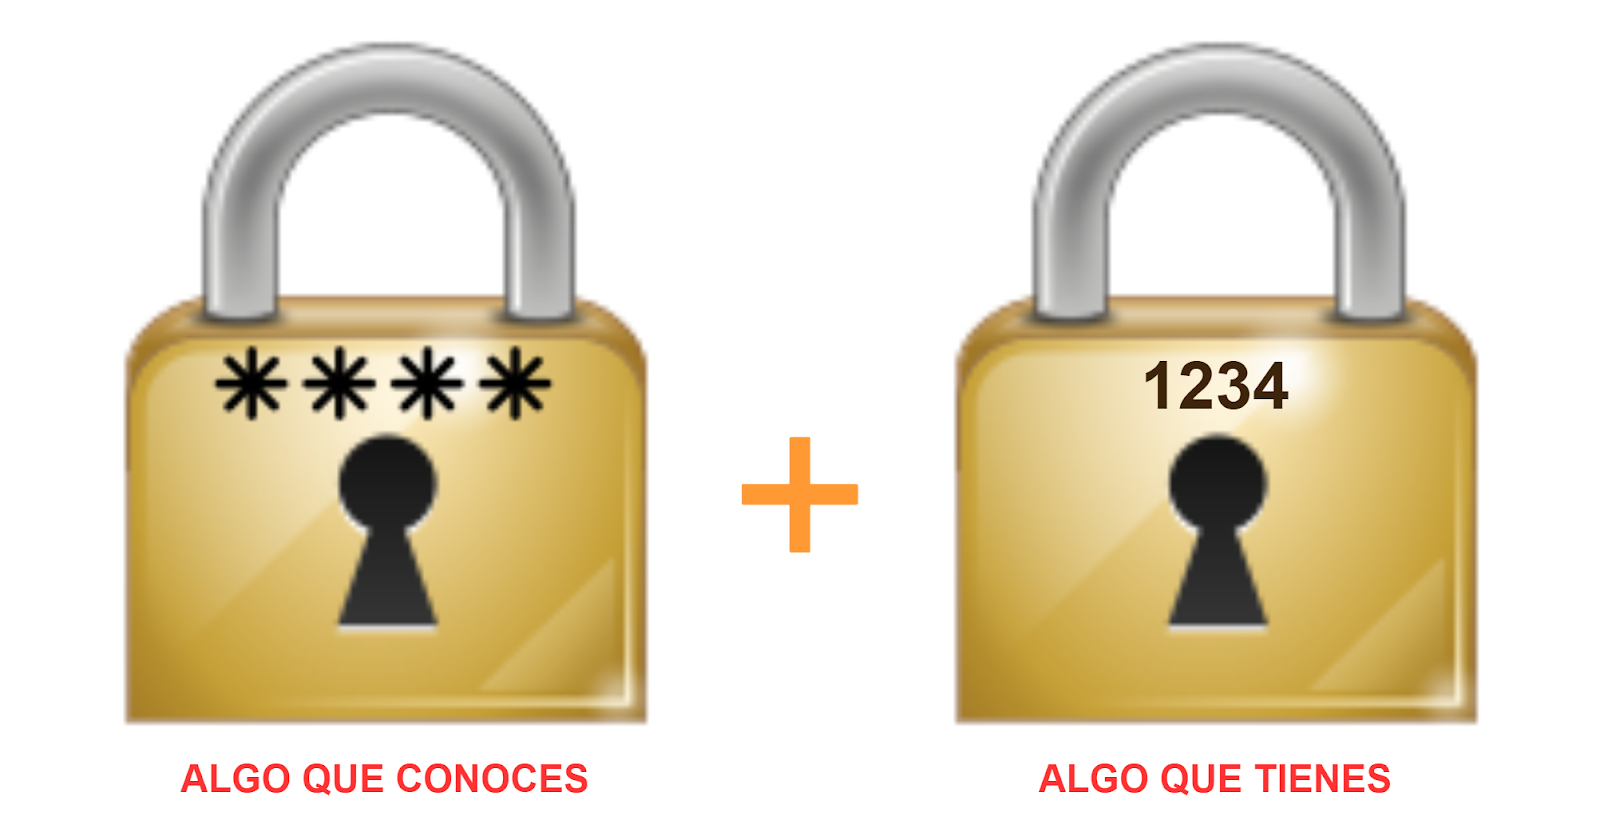 ****
1234
ALGO QUE CONOCES
ALGO QUE TIENES